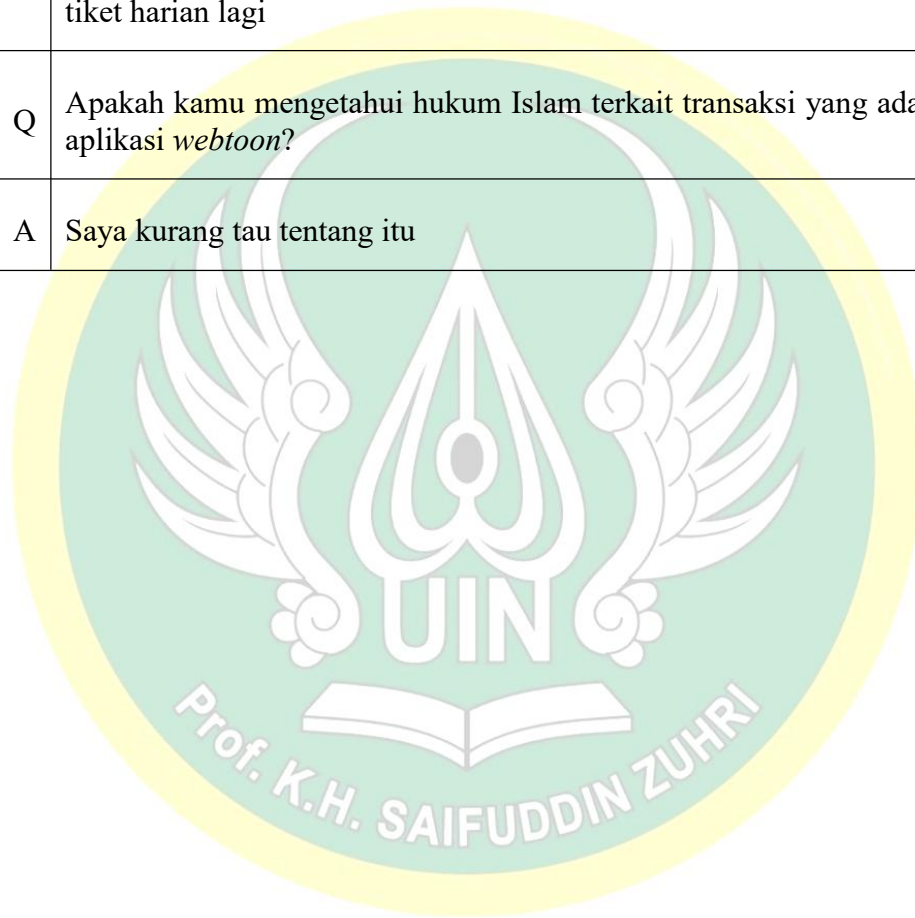 tiket harian lagi
Q
Apakah kamu mengetahui hukum Islam terkait transaksi yang ada
aplikasi webtoon?
A
Saya kurang tau tentang itu
UIN
Prof. K.H. SAIFUDDIN ZUHRI